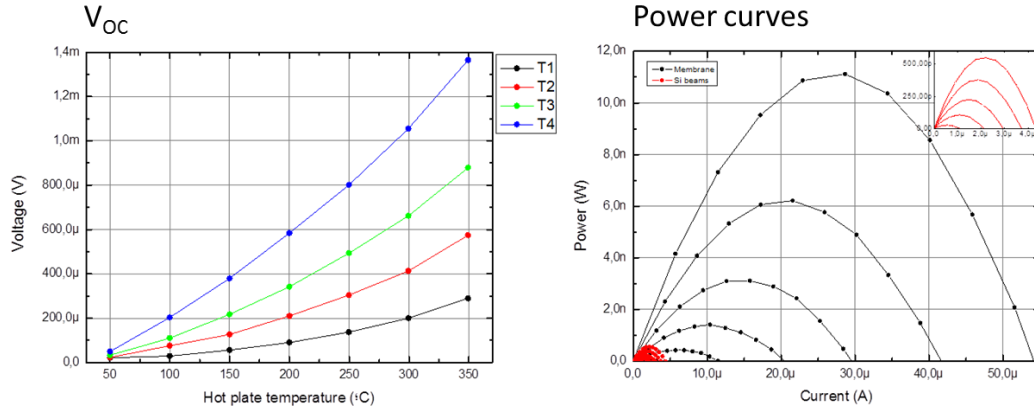 V_OC
Power curves
1,4m
1,2m
1,0m
800,0µ
600,0µ
400,0µ
200,0µ
0,0
50
100
150
200
250
300
350
Voltage (V)
Hot plate temperature (ºC)
T1
T2
T3
T4
12,0n
10,0n
8,0n
6,0n
4,0n
2,0n
0,0
0,0
10,0µ
20,0µ
30,0µ
40,0µ
50,0µ
Power (W)
Current (A)
Membrane
Si beams
500,00p
250,00p
0,00
0,0
1,0µ
2,0µ
3,0µ
4,0µ